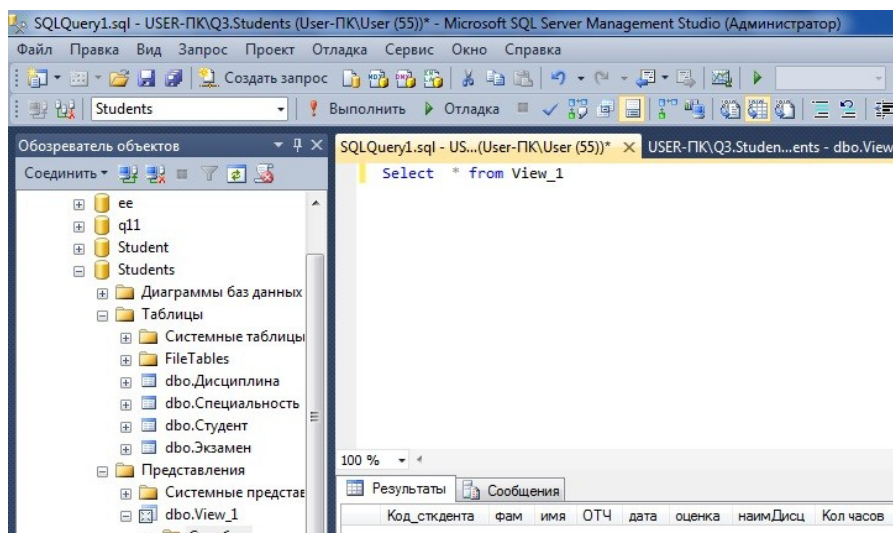 SQLQuery1.sql - USER-ПК\Q3.Students (User-ПК\User (55))* - Microsoft SQL Server Management Studio (Администратор)
Файл Правка Вид Запрос Проект Отладка Сервис Окно Справка
Создать запрос
Students Выполнить Отладка
Обозреватель объектов
SQLQuery1.sql - US...(User-ПК\User (55))* USER-ПК\Q3.Studen...ents - dbo.View
Соединить
Select * from View_1
ee
q11
Student
Students
Диаграммы баз данных
Таблицы
Системные таблицы
FileTables
dbo.Дисциплина
dbo.Специальность
dbo.Студент
dbo.Экзамен
Представления
Системные представ
dbo.View_1
100 %
Результаты Сообщения
Код_сткдента фам имя ОТЧ дата оценка наимДисц Кол часов